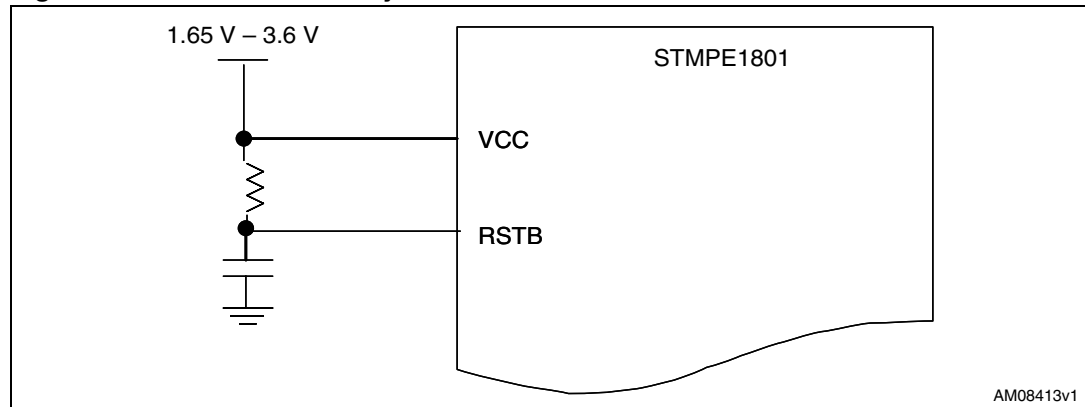 1.65 V – 3.6 V
STMPE1801
VCC
RSTB
AM08413v1